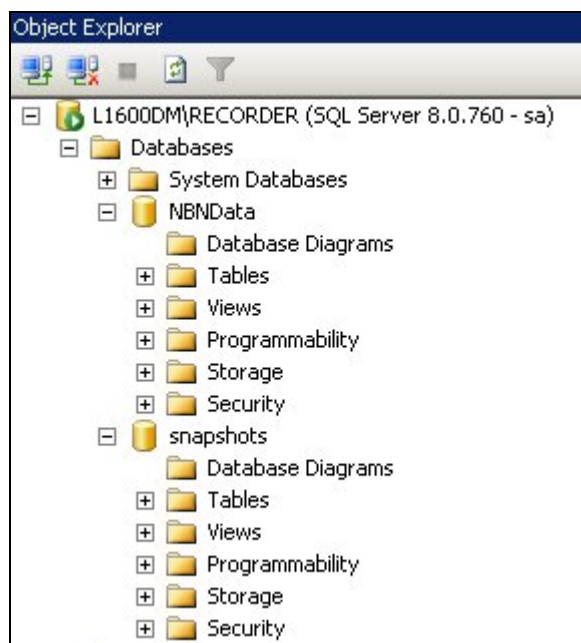 Object Explorer
L1600DM\RECORDER (SQL Server 8.0.760 - sa)
Databases
System Databases
NBNData
Database Diagrams
Tables
Views
Programmability
Storage
Security
snapshots
Database Diagrams
Tables
Views
Programmability
Storage
Security